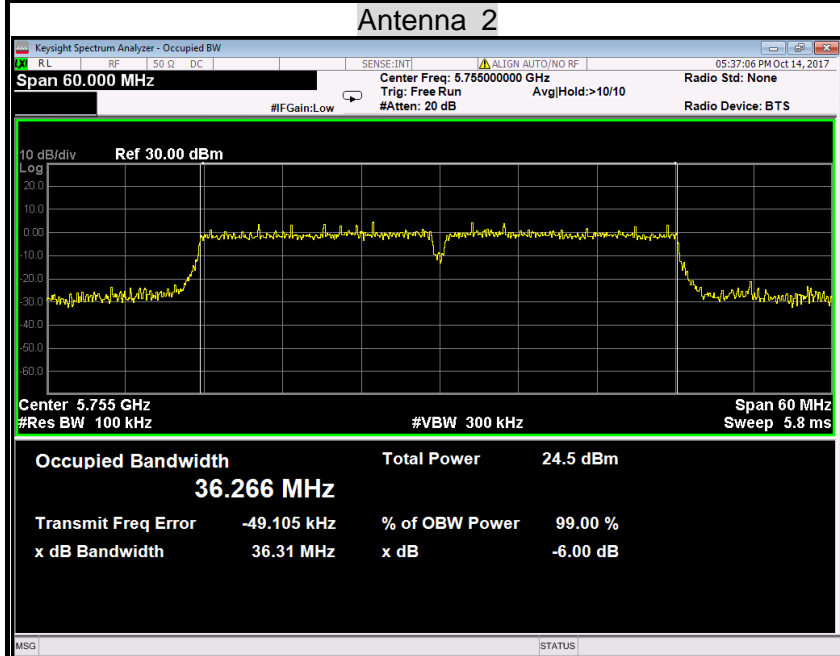 Antenna 2
Keysight Spectrum Analyzer - Occupied BW
LXI RL RF 50 Ω DC SENSE:INT ALIGN AUTO/NO RF 05:37:06 PM Oct 14, 2017
Span 60.000 MHz Center Freq: 5.755000000 GHz Radio Std: None
Trig: Free Run Avg|Hold:>10/10
#IFGain:Low #Atten: 20 dB Radio Device: BTS
10 dB/div Ref 30.00 dBm
Log
20.0
10.0
0.00
-10.0
-20.0
-30.0
-40.0
-50.0
-60.0
Center 5.755 GHz Span 60 MHz
#Res BW 100 kHz #VBW 300 kHz Sweep 5.8 ms
Occupied Bandwidth Total Power 24.5 dBm
36.266 MHz
Transmit Freq Error -49.105 kHz % of OBW Power 99.00 %
x dB Bandwidth 36.31 MHz x dB -6.00 dB
MSG STATUS